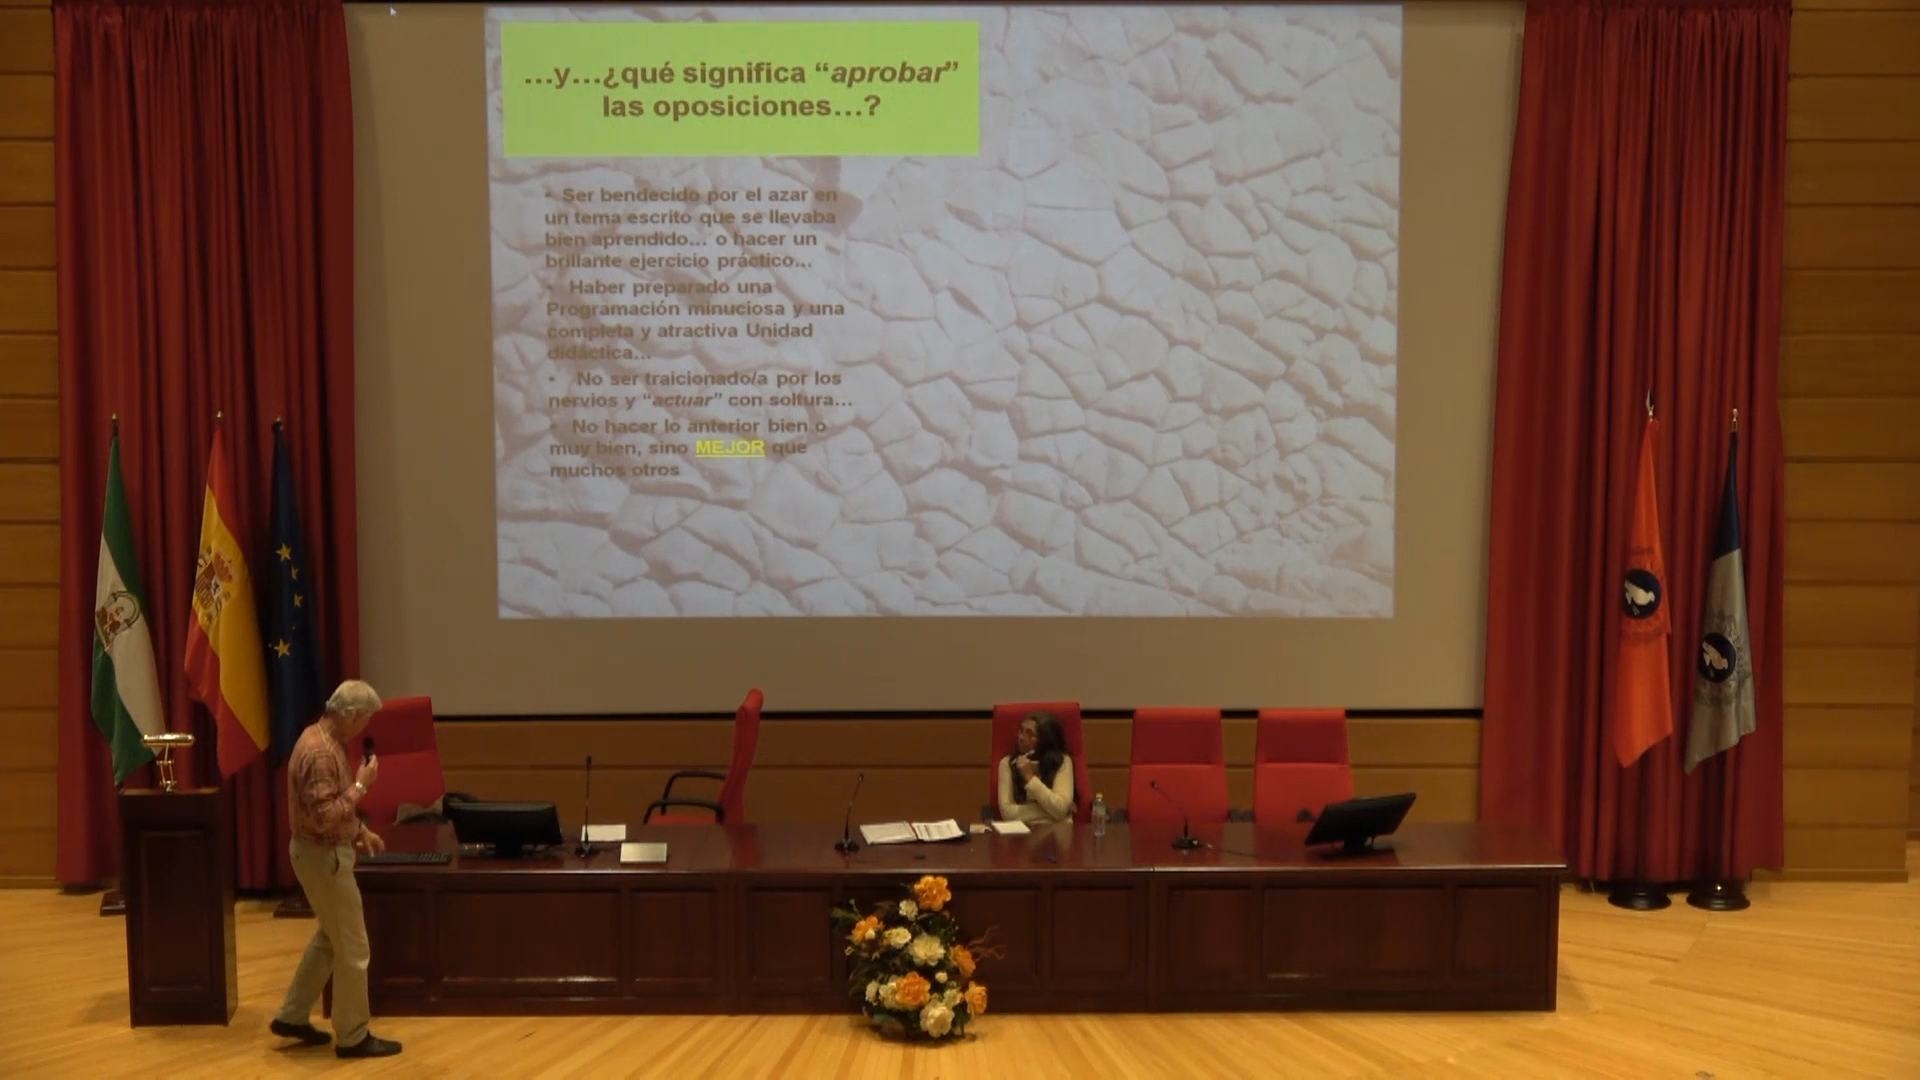 ...y...¿qué significa “aprobar”
las oposiciones...?
• Ser bendecido por el azar en
un tema escrito que se llevaba
bien aprendido... o hacer un
brillante ejercicio práctico...
• Haber preparado una
Programación minuciosa y una
completa y atractiva Unidad
didáctica...
• No ser traicionado/a por los
nervios y “actuar” con soltura...
• No hacer lo anterior bien o
muy bien, sino MEJOR que
muchos otros